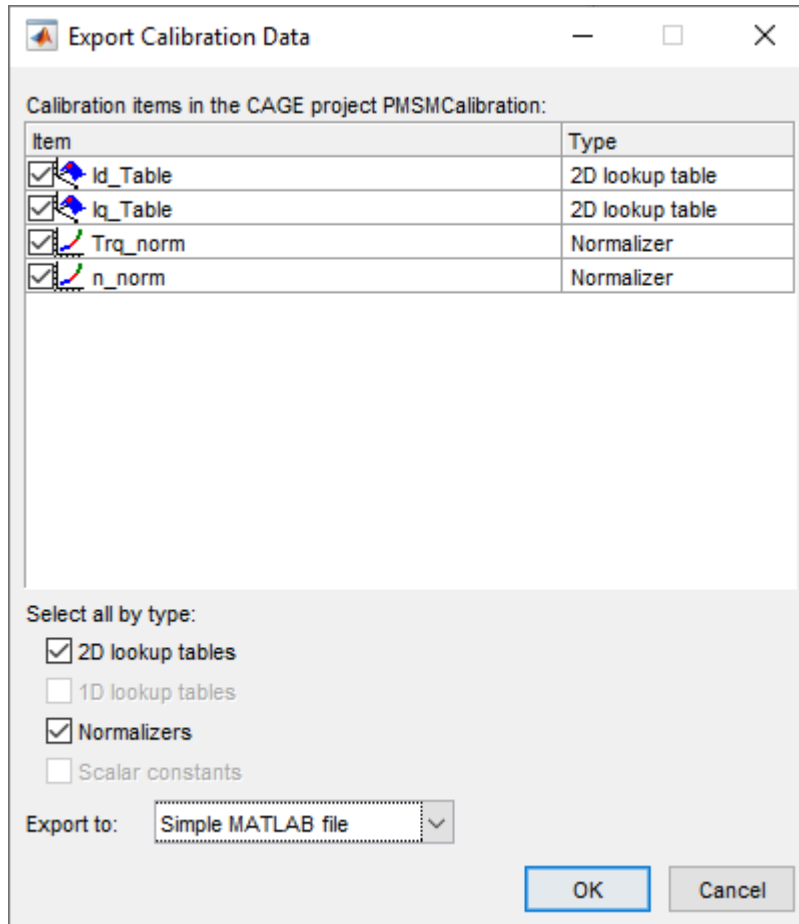 Export Calibration Data
Calibration items in the CAGE project PMSMCalibration:
Item Type
Id_Table 2D lookup table
Iq_Table 2D lookup table
Trq_norm Normalizer
n_norm Normalizer
Select all by type:
2D lookup tables
1D lookup tables
Normalizers
Scalar constants
Export to: Simple MATLAB file
OK Cancel